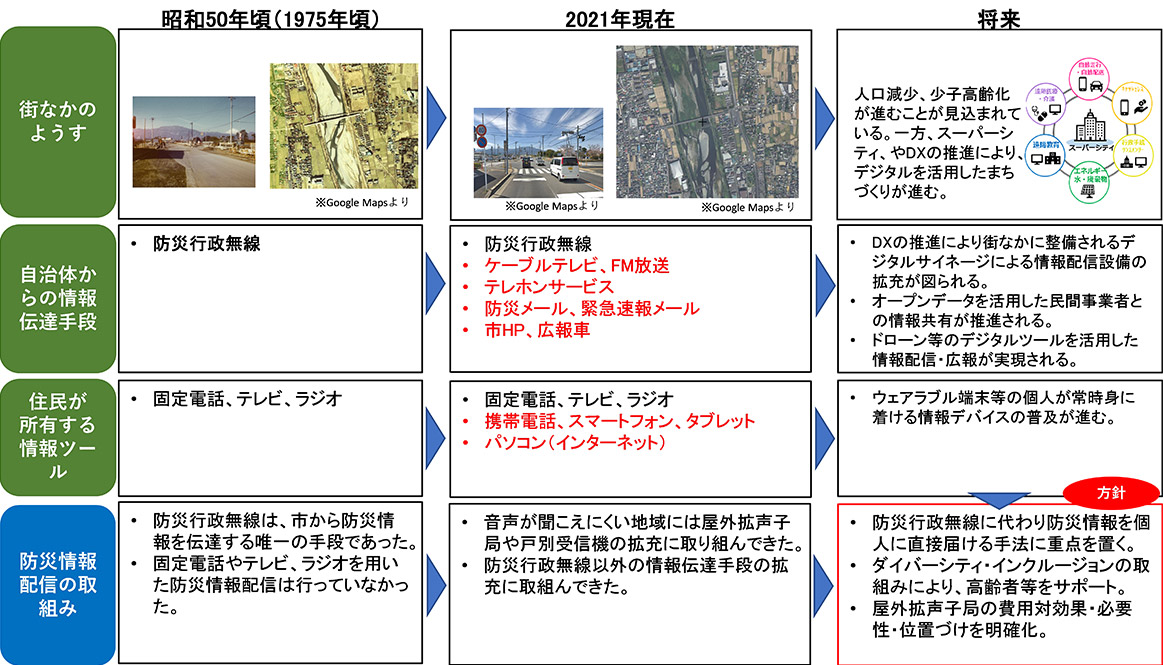 昭和50年頃(1975年頃)
2021年現在
将来
街なかの
ようす
※Google Mapsより
※Google Mapsより
※Google Mapsより
人口減少、少子高齢化
が進むことが見込まれて
いる。一方、スーパーシ
ティ、やDXの推進により、
デジタルを活用したまち
づくりが進む。
スーパーシティ
遠隔教育
エネルギー
水・廃棄物
自治体か
らの情報
伝達手段
・ 防災行政無線
・ 防災行政無線
・ ケーブルテレビ、FM放送
・ テレホンサービス
・ 防災メール、緊急速報メール
・ 市HP、広報車
・ DXの推進により街なかに整備されるデ
ジタルサイネージによる情報配信設備の
拡充が図られる。
・ オープンデータを活用した民間事業者と
の情報共有が推進される。
・ ドローン等のデジタルツールを活用した
情報配信・広報が実現される。
住民が
所有する
情報ツー
ル
・ 固定電話、テレビ、ラジオ
・ 固定電話、テレビ、ラジオ
・ 携帯電話、スマートフォン、タブレット
・ パソコン(インターネット)
・ ウェアラブル端末等の個人が常時身に
着ける情報デバイスの普及が進む。
方針
防災情報
配信の取
組み
・ 防災行政無線は、市から防災情
報を伝達する唯一の手段であった。
・ 固定電話やテレビ、ラジオを用い
た防災情報配信は行っていなかっ
た。
・ 音声が聞こえにくい地域には屋外拡声子
局や戸別受信機の拡充に取り組んできた。
・ 防災行政無線以外の情報伝達手段の拡
充に取組んできた。
・ 防災行政無線に代わり防災情報を個
人に直接届ける手法に重点を置く。
・ ダイバーシティ・インクルージョンの取
組みにより、高齢者等をサポート。
・ 屋外拡声子局の費用対効果・必要
性・位置づけを明確化。